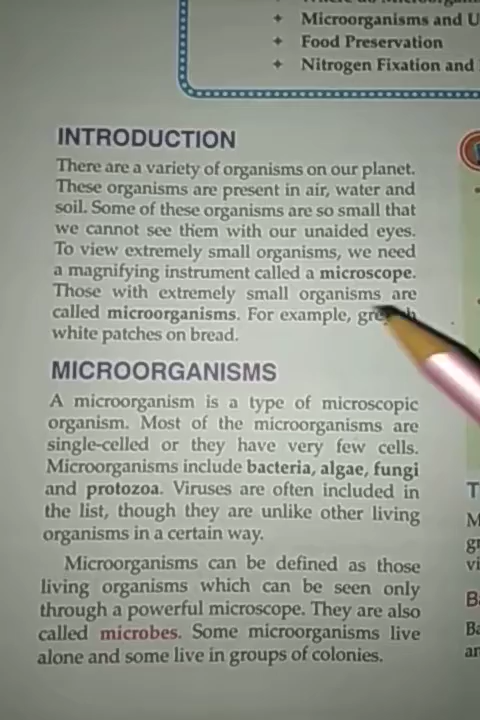 Microorganisms and U
Food Preservation
Nitrogen Fixation and
INTRODUCTION
There are a variety of organisms on our planet.
These organisms are present in air, water and
soil. Some of these organisms are so small that
we cannot see them with our unaided eyes.
To view extremely small organisms, we need
a magnifying instrument called a microscope.
Those with extremely small organisms are
called microorganisms. For example,
white patches on bread.
MICROORGANISMS
A microorganism is a type of microscopic
organism. Most of the microorganisms are
single-celled or they have very few cells.
Microorganisms include bacteria, algae, fungi
and protozoa. Viruses are often included in
the list, though they are unlike other living
organisms in a certain way.
Microorganisms can be defined as those
living organisms which can be seen only
through a powerful microscope. They are also
called microbes. Some microorganisms live
alone and some live in groups of colonies.